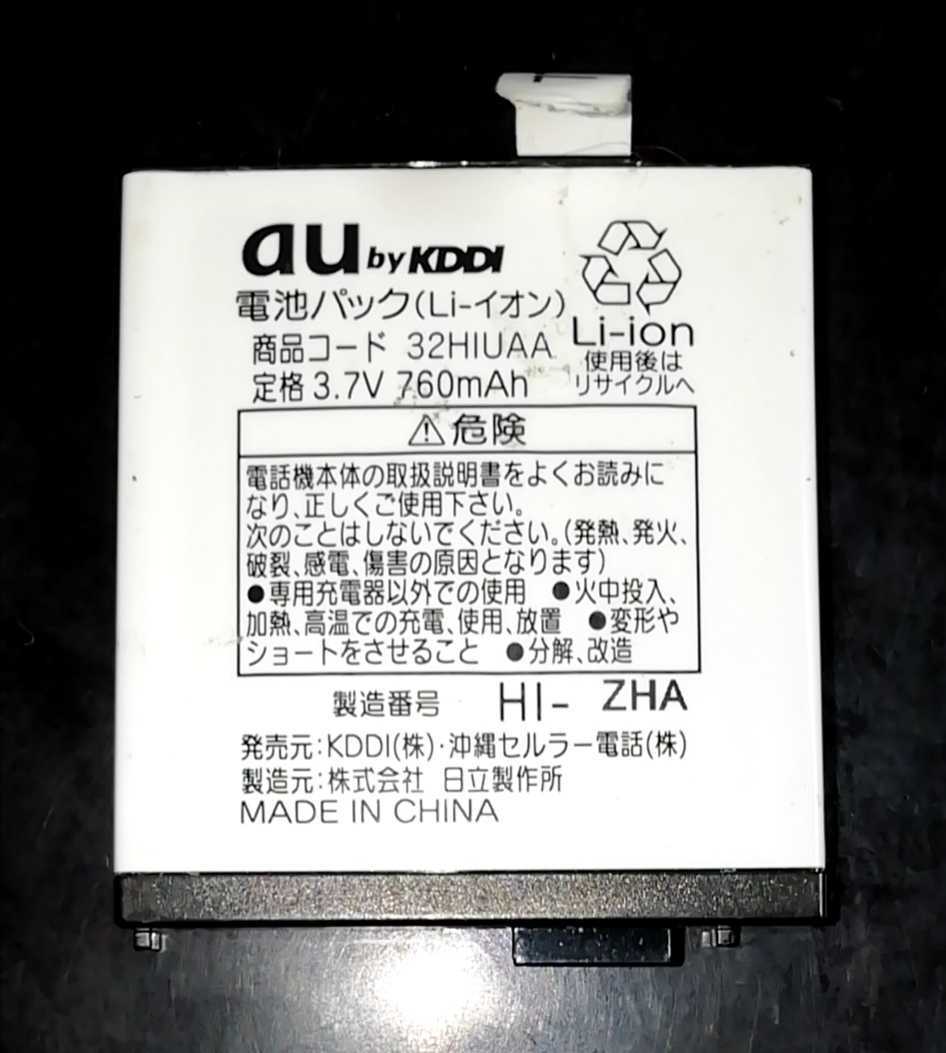 au by KDDI
電池パック(Li-イオン)
商品コード 32HIUAA
定格 3.7V 760mAh
Li-ion
使用後は
リサイクルへ
⚠危険
電話機本体の取扱説明書をよくお読みに
なり、正しくご使用下さい。
次のことはしないでください。(発熱、発火、
破裂、感電、傷害の原因となります)
●専用充電器以外での使用 ●火中投入、
加熱、高温での充電、使用、放置 ●変形や
ショートをさせること ●分解、改造
製造番号 HI- ZHA
発売元:KDDI(株)・沖縄セルラー電話(株)
製造元:株式会社 日立製作所
MADE IN CHINA